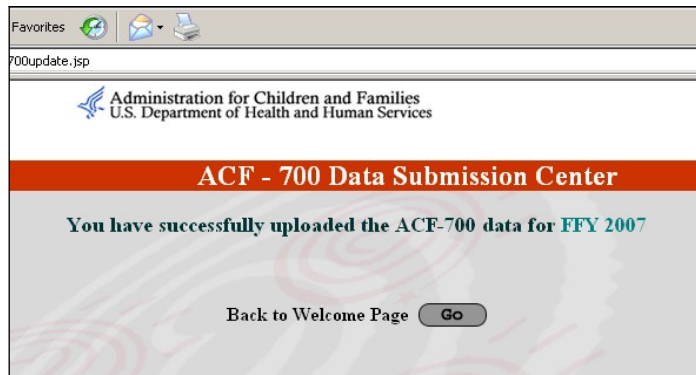 Favorites
700update.jsp
Administration for Children and Families
U.S. Department of Health and Human Services
ACF - 700 Data Submission Center
You have successfully uploaded the ACF-700 data for FFY 2007
Back to Welcome Page Go